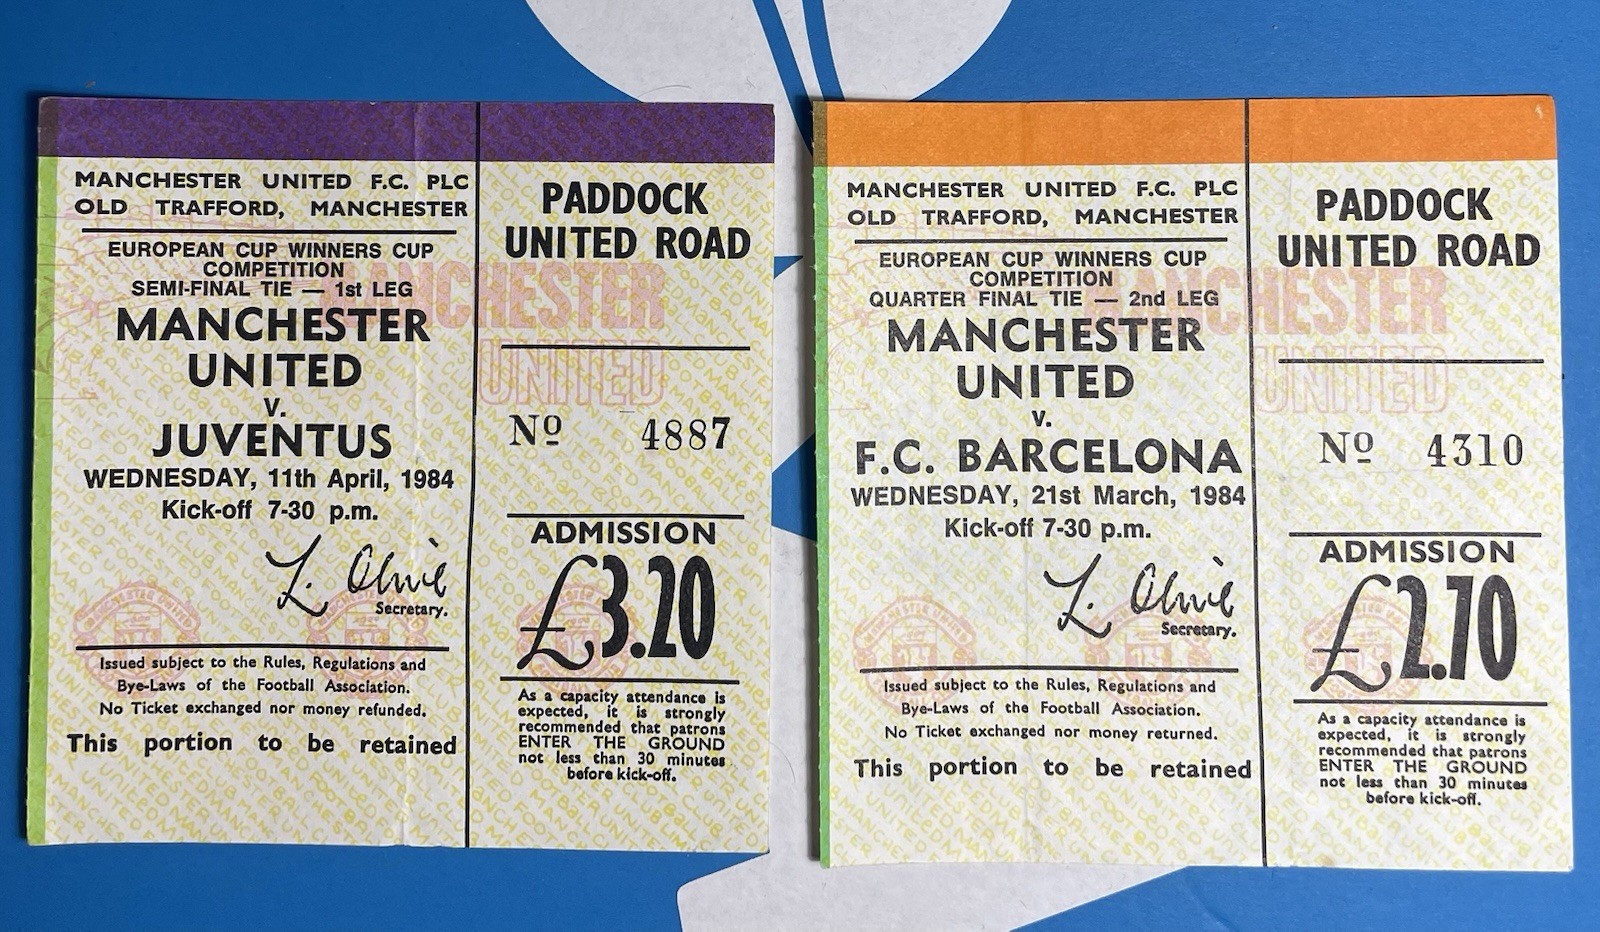 MANCHESTER UNITED F.C. PLC
OLD TRAFFORD, MANCHESTER
EUROPEAN CUP WINNERS CUP
COMPETITION
SEMI-FINAL TIE — 1st LEG
MANCHESTER
UNITED
V.
JUVENTUS
WEDNESDAY, 11th April, 1984
Kick-off 7-30 p.m.
L. Olive
Secretary.
Issued subject to the Rules, Regulations and
Bye-Laws of the Football Association.
No Ticket exchanged nor money refunded.
This portion to be retained
PADDOCK
UNITED ROAD
MANCHESTER
UNITED
Nº 4887
ADMISSION
£3.20
As a capacity attendance is
expected, it is strongly
recommended that patrons
ENTER THE GROUND
not less than 30 minutes
before kick-off.
MANCHESTER UNITED F.C. PLC
OLD TRAFFORD, MANCHESTER
EUROPEAN CUP WINNERS CUP
COMPETITION
QUARTER FINAL TIE — 2nd LEG
MANCHESTER
UNITED
v.
F.C. BARCELONA
WEDNESDAY, 21st March, 1984
Kick-off 7-30 p.m.
L. Olive
Secretary.
Issued subject to the Rules, Regulations and
Bye-Laws of the Football Association.
No Ticket exchanged nor money returned.
This portion to be retained
PADDOCK
UNITED ROAD
MANCHESTER
UNITED
Nº 4310
ADMISSION
£2.70
As a capacity attendance is
expected, it is strongly
recommended that patrons
ENTER THE GROUND
not less than 30 minutes
before kick-off.